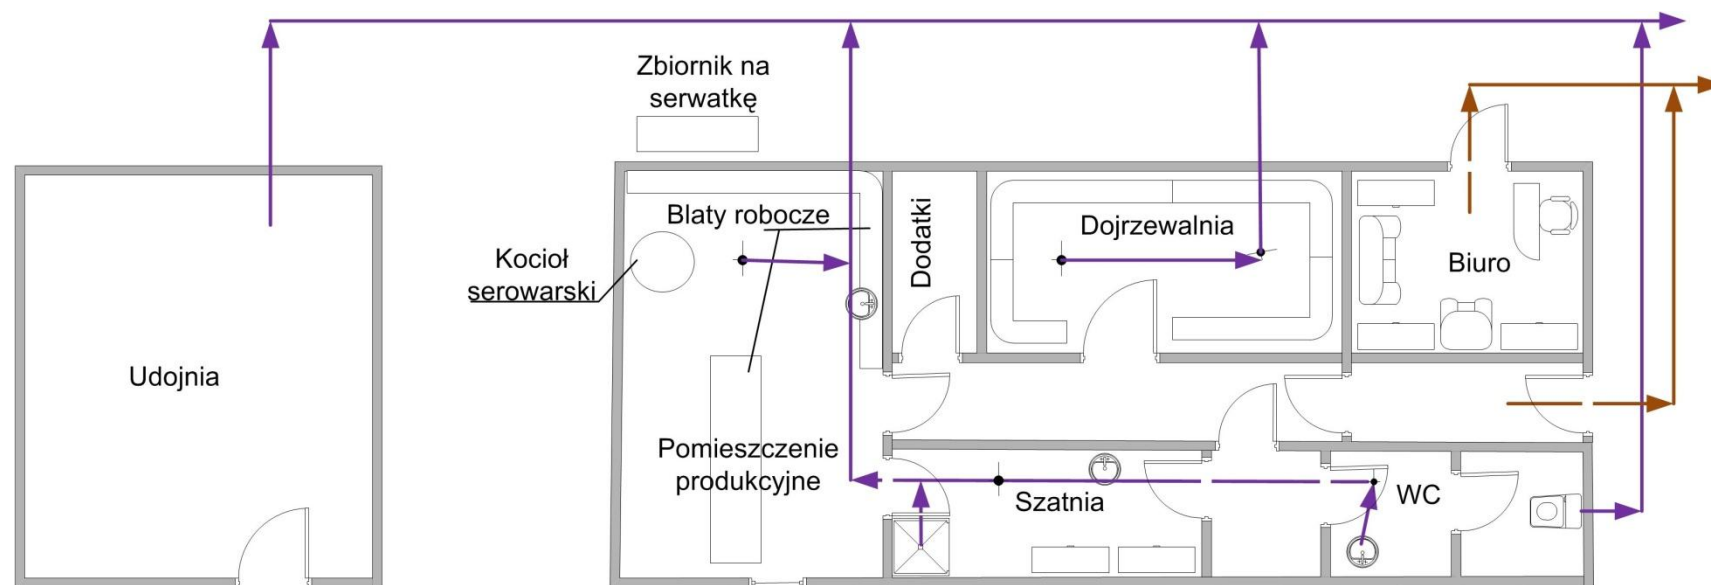 Zbiornik na
serwatkę
Blaty robocze
Kocioł
serowarski
Dodatki
Dojrzewalnia
Biuro
Udojnia
Pomieszczenie
produkcyjne
Szatnia
WC